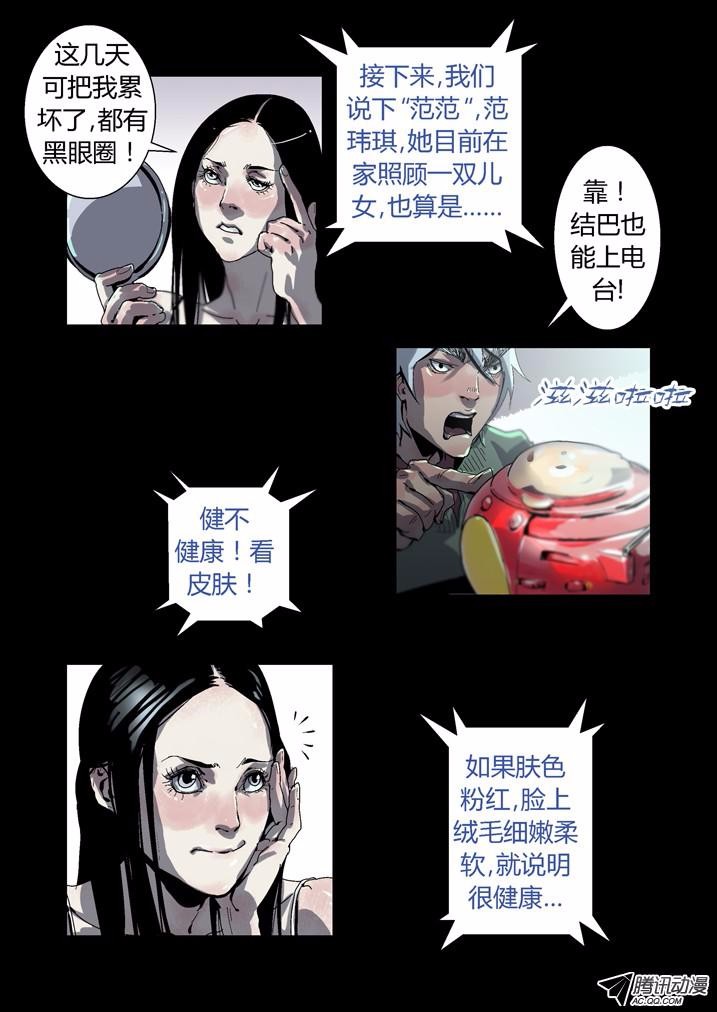 这几天
可把我累
坏了,都有
黑眼圈！
接下来,我们
说下“范范“,范
玮琪,她目前在
家照顾一双儿
女,也算是……
靠！
结巴也
能上电
台!
滋滋啦啦
健不
健康！看
皮肤！
如果肤色
粉红,脸上
绒毛细嫩柔
软,就说明
很健康...
腾讯动漫
AC.QQ.COM